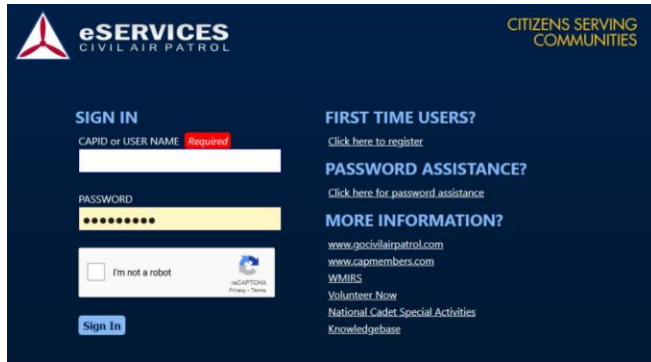 eSERVICES
CIVIL AIR PATROL
CITIZENS SERVING
COMMUNITIES
SIGN IN
CAPID or USER NAME Required
PASSWORD
●●●●●●●●●
I'm not a robot
reCAPTCHA
Privacy - Terms
Sign In
FIRST TIME USERS?
Click here to register
PASSWORD ASSISTANCE?
Click here for password assistance
MORE INFORMATION?
www.gocivilairpatrol.com
www.capmembers.com
WMIRS
Volunteer Now
National Cadet Special Activities
Knowledgebase